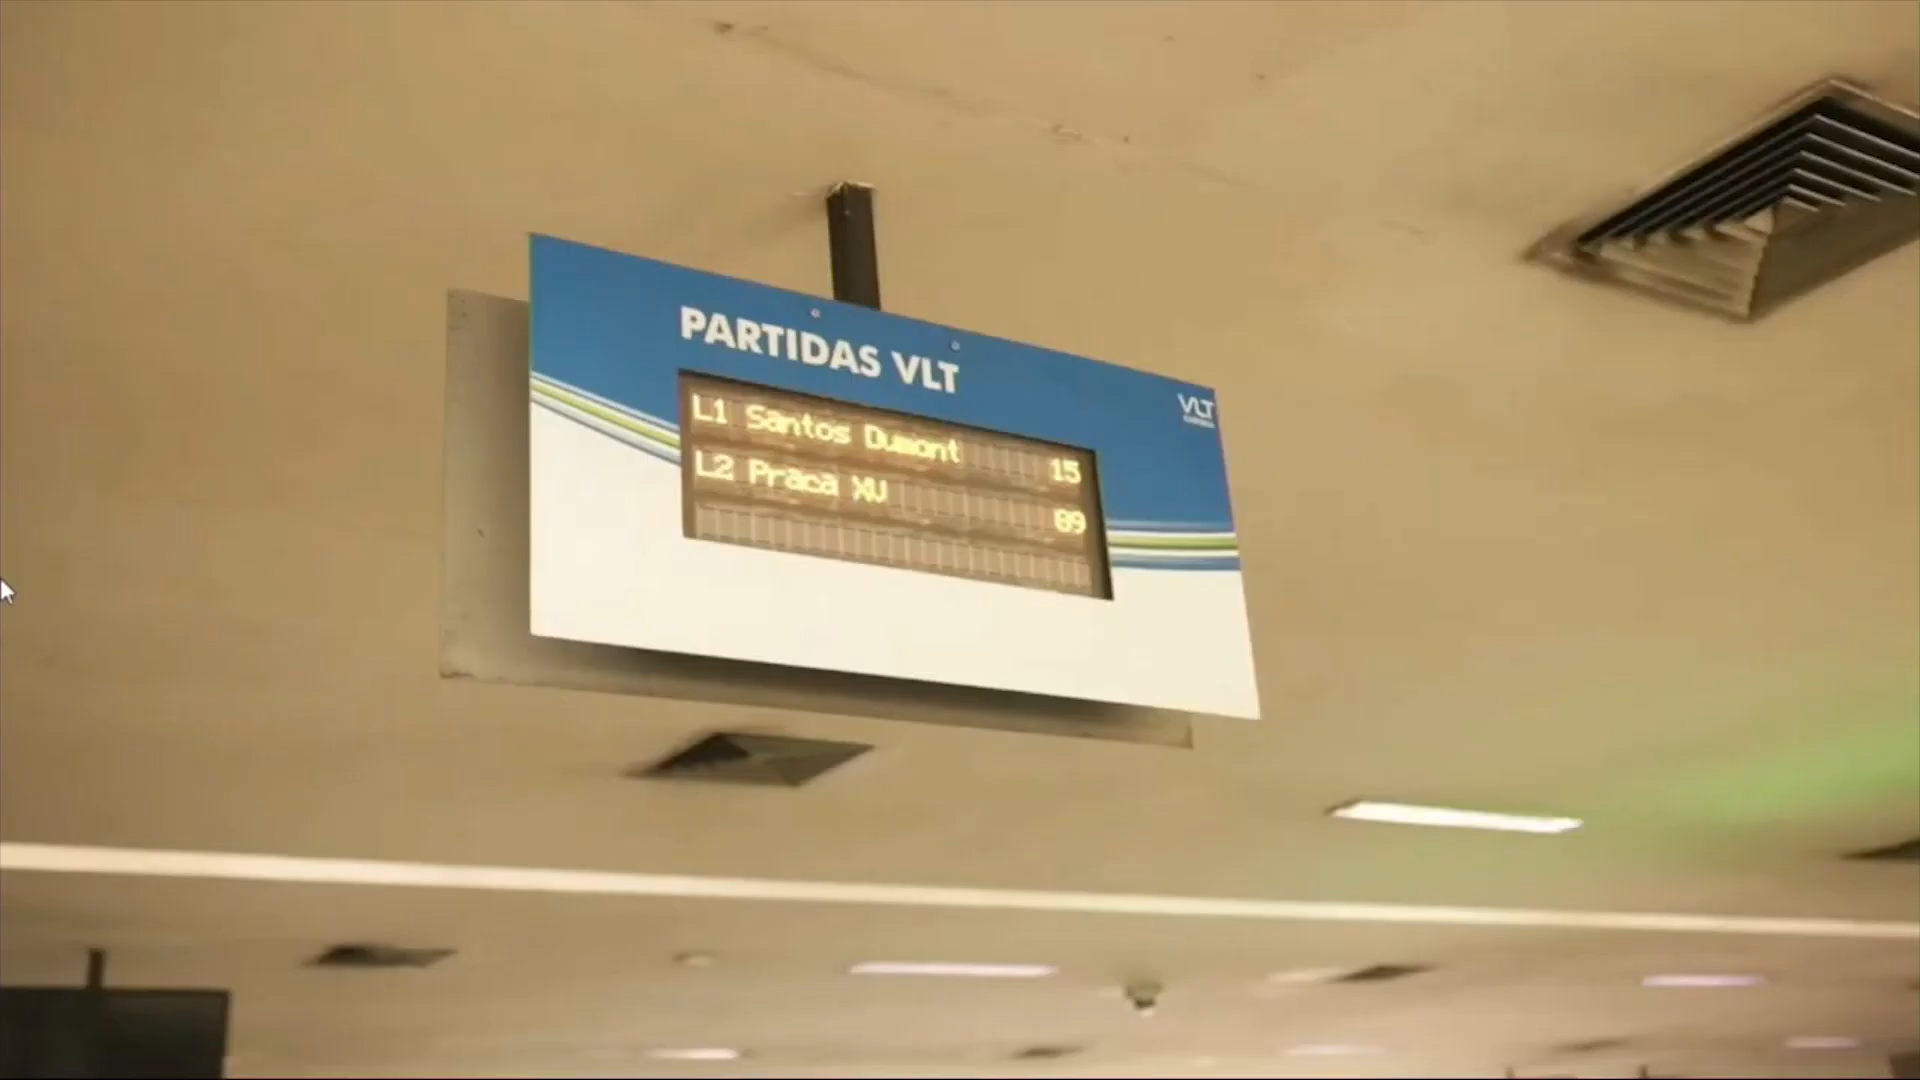 PARTIDAS VLT
VLT
L1 Santos Dumont 15
L2 Praca XV 09